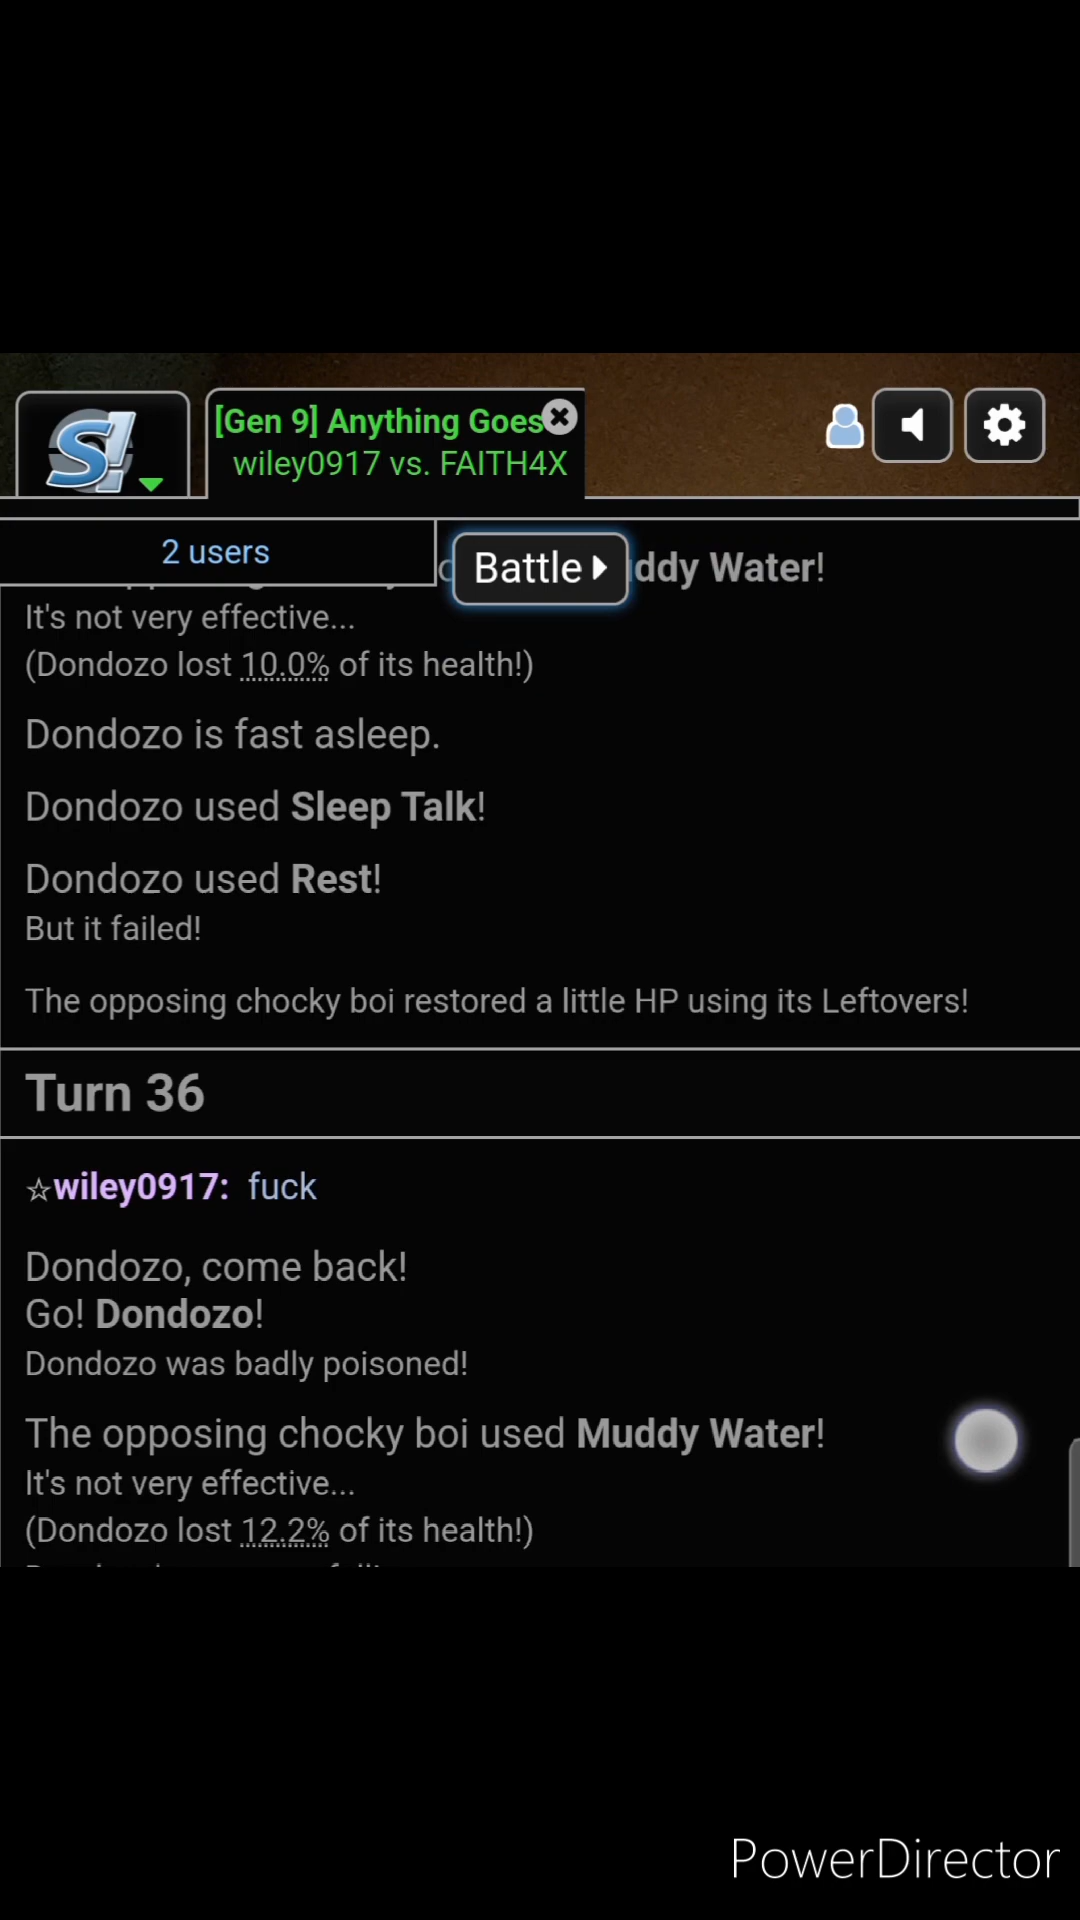 [Gen 9] Anything Goes
wiley0917 vs. FAITH4X
2 users
Battle
ddy Water!
It's not very effective...
(Dondozo lost 10.0% of its health!)
Dondozo is fast asleep.
Dondozo used Sleep Talk!
Dondozo used Rest!
But it failed!
The opposing chocky boi restored a little HP using its Leftovers!
Turn 36
☆wiley0917: fuck
Dondozo, come back!
Go! Dondozo!
Dondozo was badly poisoned!
The opposing chocky boi used Muddy Water!
It's not very effective...
(Dondozo lost 12.2% of its health!)
PowerDirector